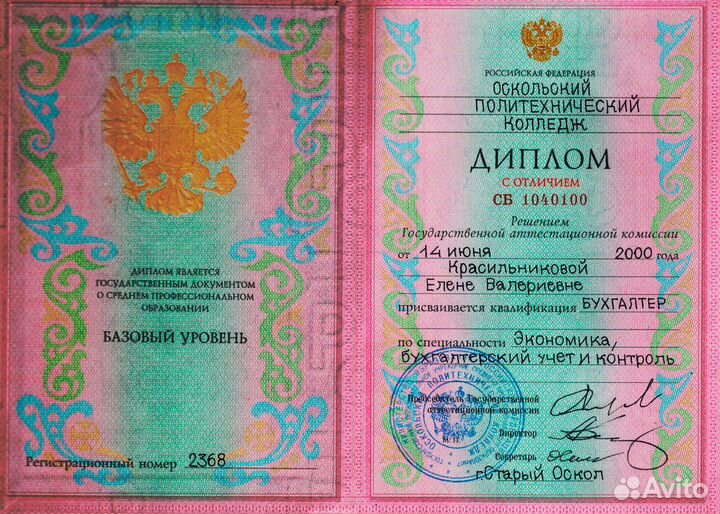 ДИПЛОМ ЯВЛЯЕТСЯ
ГОСУДАРСТВЕННЫМ ДОКУМЕНТОМ
О СРЕДНЕМ ПРОФЕССИОНАЛЬНОМ
ОБРАЗОВАНИИ
БАЗОВЫЙ УРОВЕНЬ
Регистрационный номер 2368
РОССИЙСКАЯ ФЕДЕРАЦИЯ
ОСКОЛЬСКИЙ
ПОЛИТЕХНИЧЕСКИЙ
КОЛЛЕДЖ
ДИПЛОМ
С ОТЛИЧИЕМ
СБ 1040100
Решением
Государственной аттестационной комиссии
от 14 июня 2000 года
Красильниковой
Елене Валериевне
присваивается квалификация БУХГАЛТЕР
по специальности Экономика,
бухгалтерский учет и контроль
Председатель Государственной
аттестационной комиссии
Директор
Секретарь
г.Старый Оскол
М.П.
Avito